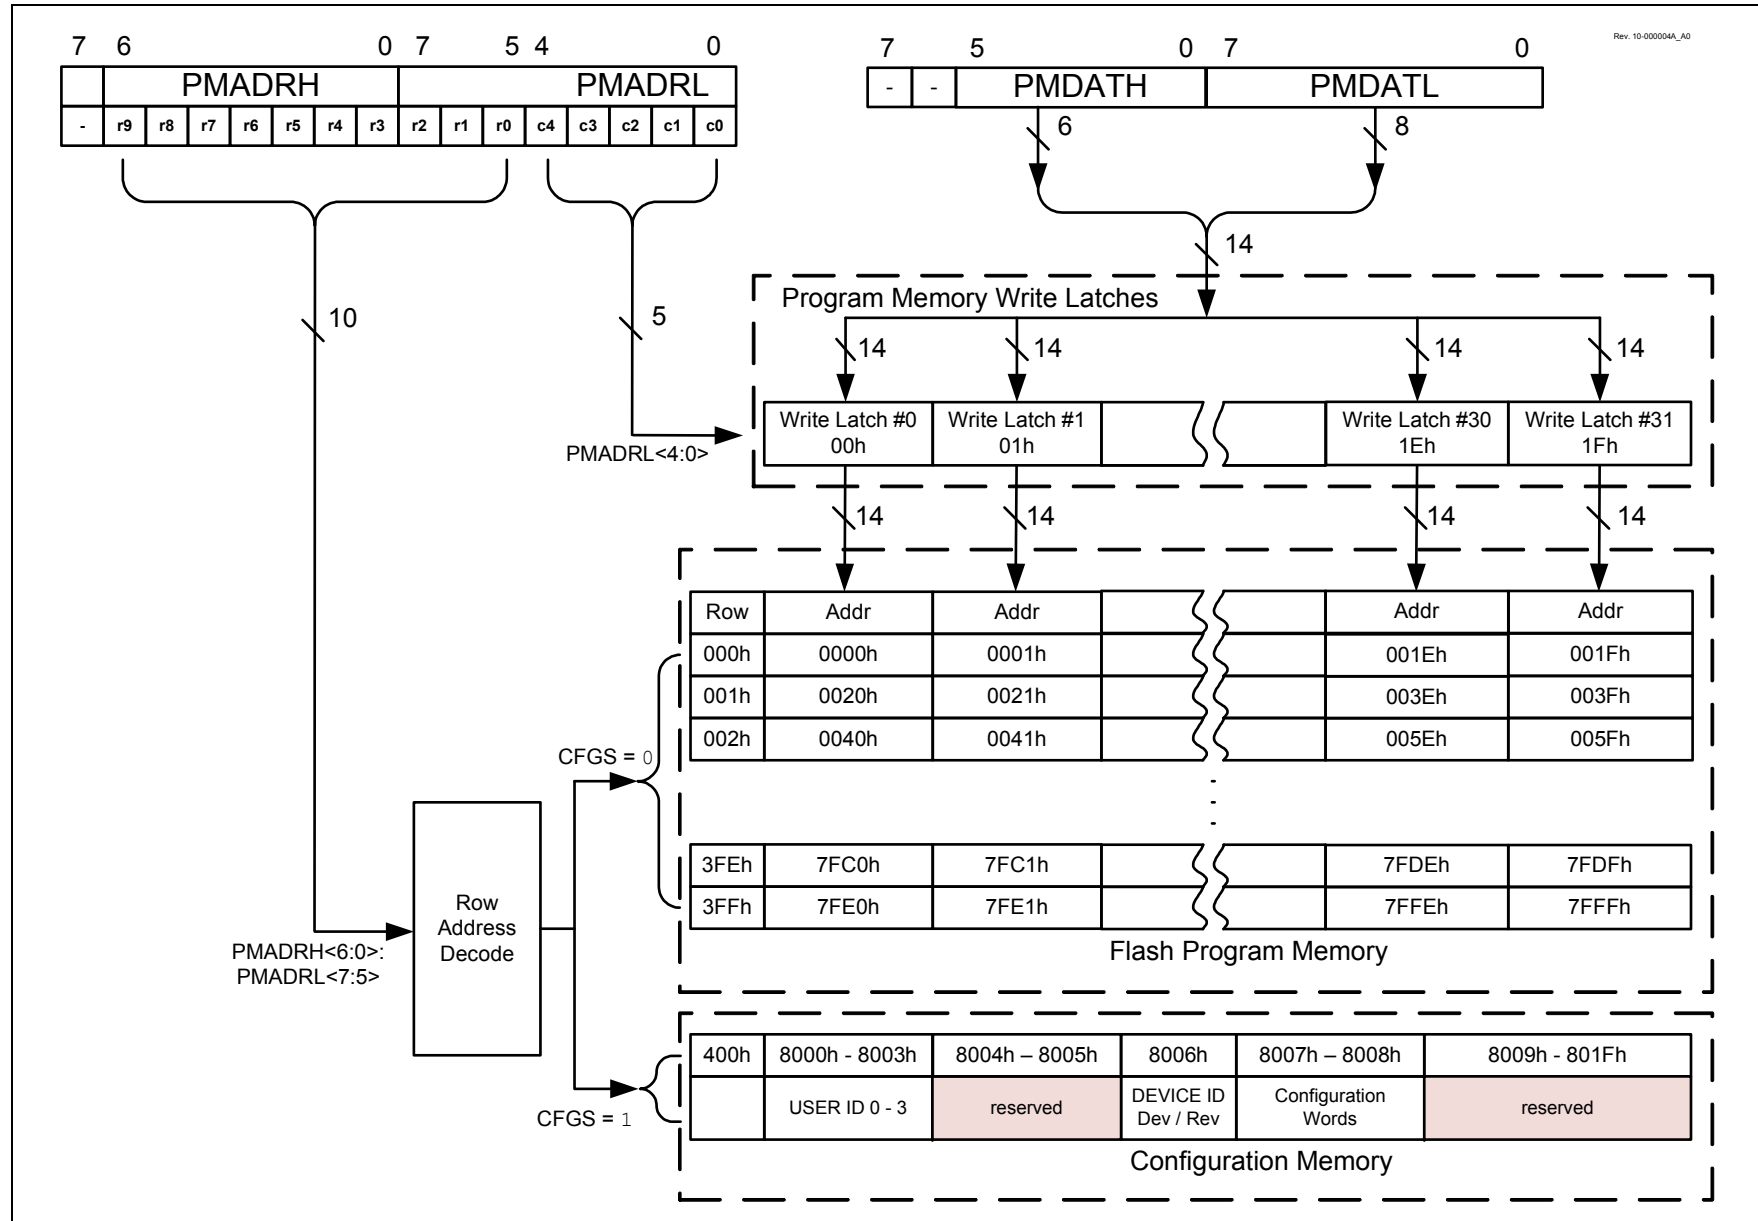 Rev. 10-000004A_A0
7 6 0 7 5 4 0
7 5 0 7 0
PMADRH PMADRL
- - PMDATH PMDATL
- r9 r8 r7 r6 r5 r4 r3 r2 r1 r0 c4 c3 c2 c1 c0
6 8
14
10 5
Program Memory Write Latches
14 14 14 14
Write Latch #0 Write Latch #1 Write Latch #30 Write Latch #31
00h 01h 1Eh 1Fh
PMADRL<4:0>
14 14 14 14
Row Addr Addr Addr Addr
000h 0000h 0001h 001Eh 001Fh
001h 0020h 0021h 003Eh 003Fh
002h 0040h 0041h 005Eh 005Fh
CFGS = 0
3FEh 7FC0h 7FC1h 7FDEh 7FDFh
3FFh 7FE0h 7FE1h 7FFEh 7FFFh
Flash Program Memory
Row
Address
Decode
PMADRH<6:0>:
PMADRL<7:5>
400h 8000h - 8003h 8004h – 8005h 8006h 8007h – 8008h 8009h - 801Fh
USER ID 0 - 3 reserved DEVICE ID Configuration reserved
Dev / Rev Words
CFGS = 1
Configuration Memory